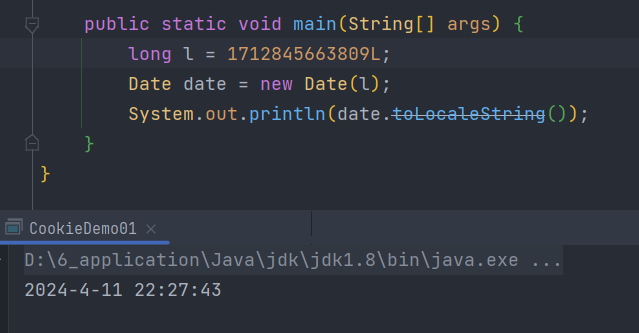 public static void main(String[] args) {
long l = 1712845663809L;
Date date = new Date(l);
System.out.println(date.toLocaleString());
}
}
CookieDemo01 ×
D:\6_application\Java\jdk\jdk1.8\bin\java.exe ...
2024-4-11 22:27:43